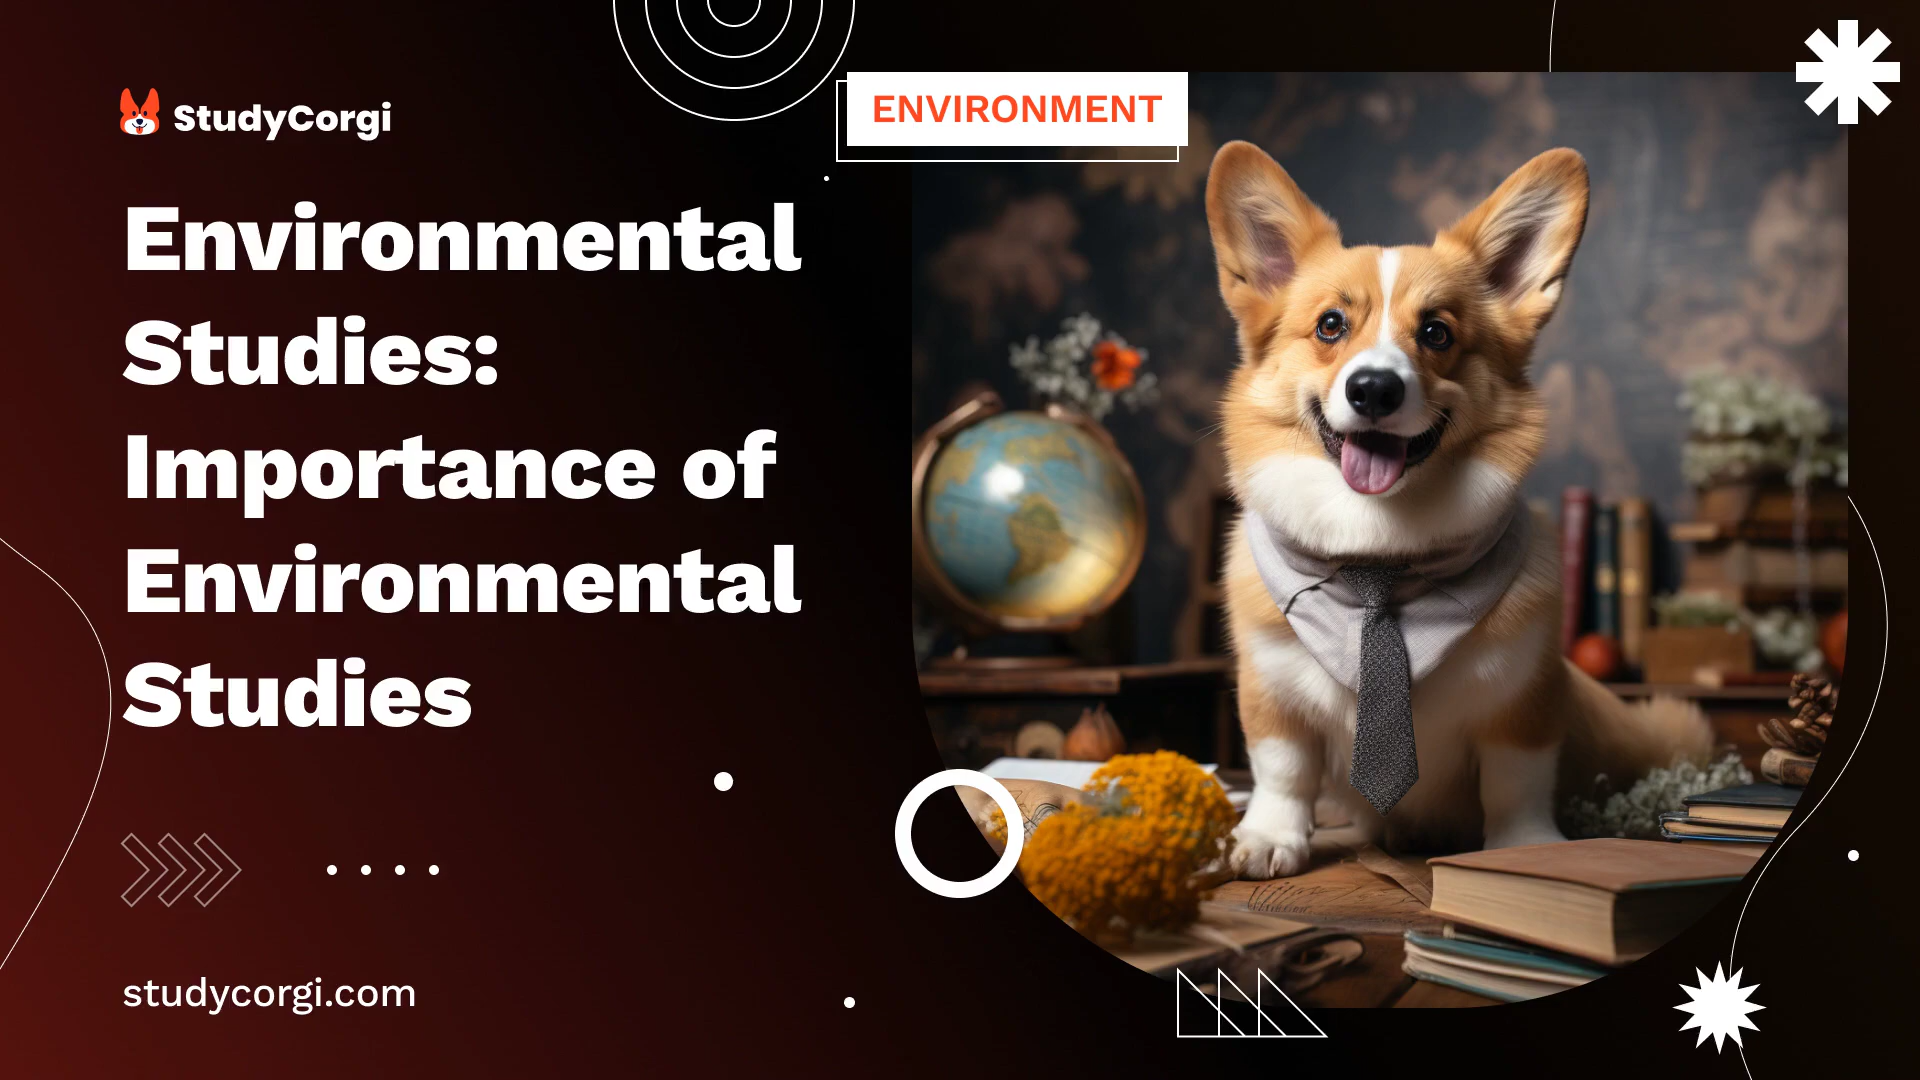 StudyCorgi
ENVIRONMENT
Environmental
Studies:
Importance of
Environmental
Studies
studycorgi.com